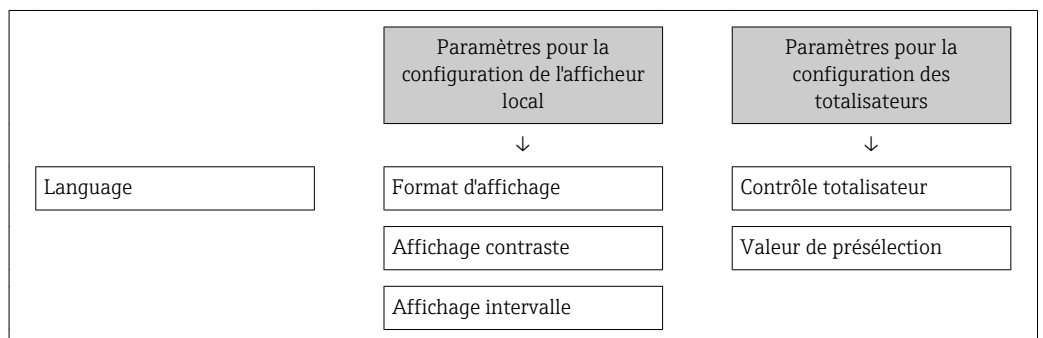 Paramètres pour la
configuration de l'afficheur
local
Paramètres pour la
configuration des
totalisateurs
↓
↓
Language
Format d'affichage
Contrôle totalisateur
Affichage contraste
Valeur de présélection
Affichage intervalle